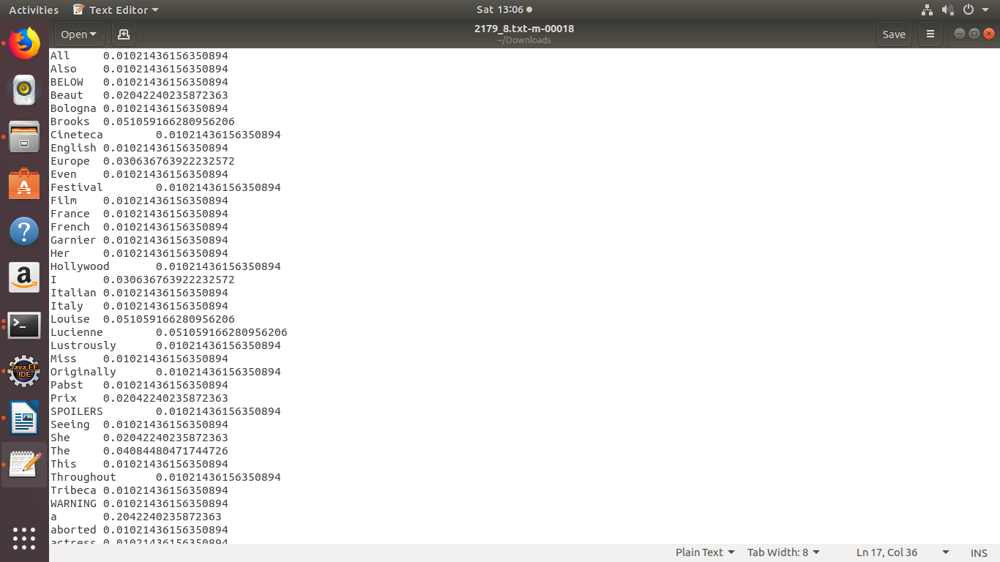 Activities Text Editor Sat 13:06
Open 2179_8.txt-m-00018 Save
~/Downloads
All 0.01021436156350894
Also 0.01021436156350894
BELOW 0.01021436156350894
Beaut 0.02042240235872363
Bologna 0.01021436156350894
Brooks 0.051059166280956206
Cineteca 0.01021436156350894
English 0.01021436156350894
Europe 0.030636763922232572
Even 0.01021436156350894
Festival 0.01021436156350894
Film 0.01021436156350894
France 0.01021436156350894
French 0.01021436156350894
Garnier 0.01021436156350894
Her 0.01021436156350894
Hollywood 0.01021436156350894
I 0.030636763922232572
Italian 0.01021436156350894
Italy 0.01021436156350894
Louise 0.051059166280956206
Lucienne 0.051059166280956206
Lustrously 0.01021436156350894
Miss 0.01021436156350894
Originally 0.01021436156350894
Pabst 0.01021436156350894
Prix 0.02042240235872363
SPOILERS 0.01021436156350894
Seeing 0.01021436156350894
She 0.02042240235872363
The 0.04084480471744726
This 0.01021436156350894
Throughout 0.01021436156350894
Tribeca 0.01021436156350894
WARNING 0.01021436156350894
a 0.2042240235872363
aborted 0.01021436156350894
actress 0.01021436156350894
Java EE
IDE
Plain Text Tab Width: 8 Ln 17, Col 36 INS